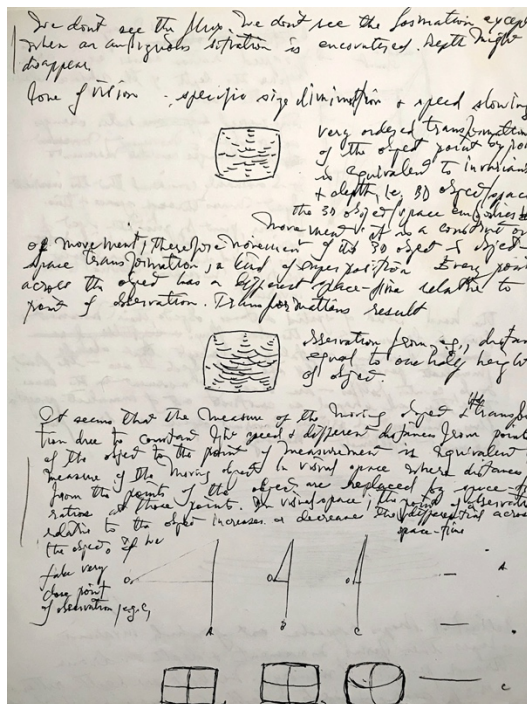 We don't see the flux. We don't see the formation except
when an ambiguous situation is encountered. Depth might
disappear.
Cone of vision - specific size diminution + speed slowing
very ordered transformation
of the object point by point
is equivalent to invariant
+ depth, i.e, 3D object/space
the 3D object/space
movement. It is a construct
of movement, therefore movement of the 3D object & object
space transformation, a kind of superposition. Every point
across the object has a different space-time relative to
point of observation. Transformations result
observation from, e.g., distance
equal to one half height
of object.
It seems that the measure of the moving object & transforma
tion due to constant light speed & different distances from points
of the object to the point of measurement is equivalent
measure of the moving object in visual space where distances
from the points of the object are replaced by space-time
ratios at those points. In visual space, the point of observation
relative to the object increases or decreases the differential across
the object. If we space-time
take very
close point
of observation, e.g. C,
O O O
A B C
A
C